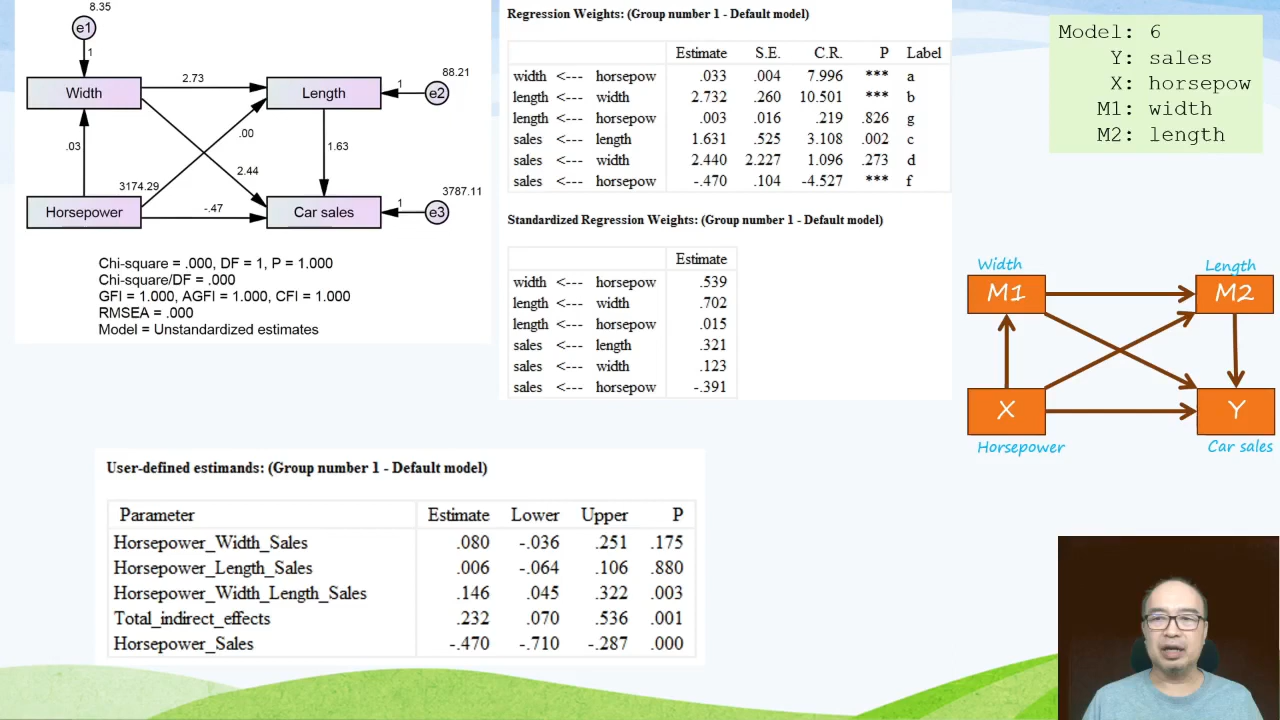 8.35
e1
1
Width
2.73
Length
1
88.21
e2
.03
.00
1.63
2.44
3174.29
Horsepower
-.47
Car sales
1
3787.11
e3
Chi-square = .000, DF = 1, P = 1.000
Chi-square/DF = .000
GFI = 1.000, AGFI = 1.000, CFI = 1.000
RMSEA = .000
Model = Unstandardized estimates
Regression Weights: (Group number 1 - Default model)
Estimate S.E. C.R. P Label
width <--- horsepow .033 .004 7.996 *** a
length <--- width 2.732 .260 10.501 *** b
length <--- horsepow .003 .016 .219 .826 g
sales <--- length 1.631 .525 3.108 .002 c
sales <--- width 2.440 2.227 1.096 .273 d
sales <--- horsepow -.470 .104 -4.527 *** f
Standardized Regression Weights: (Group number 1 - Default model)
Estimate
width <--- horsepow .539
length <--- width .702
length <--- horsepow .015
sales <--- length .321
sales <--- width .123
sales <--- horsepow -.391
Model: 6
Y: sales
X: horsepow
M1: width
M2: length
Width
Length
M1
M2
X
Y
Horsepower
Car sales
User-defined estimands: (Group number 1 - Default model)
Parameter Estimate Lower Upper P
Horsepower_Width_Sales .080 -.036 .251 .175
Horsepower_Length_Sales .006 -.064 .106 .880
Horsepower_Width_Length_Sales .146 .045 .322 .003
Total_indirect_effects .232 .070 .536 .001
Horsepower_Sales -.470 -.710 -.287 .000